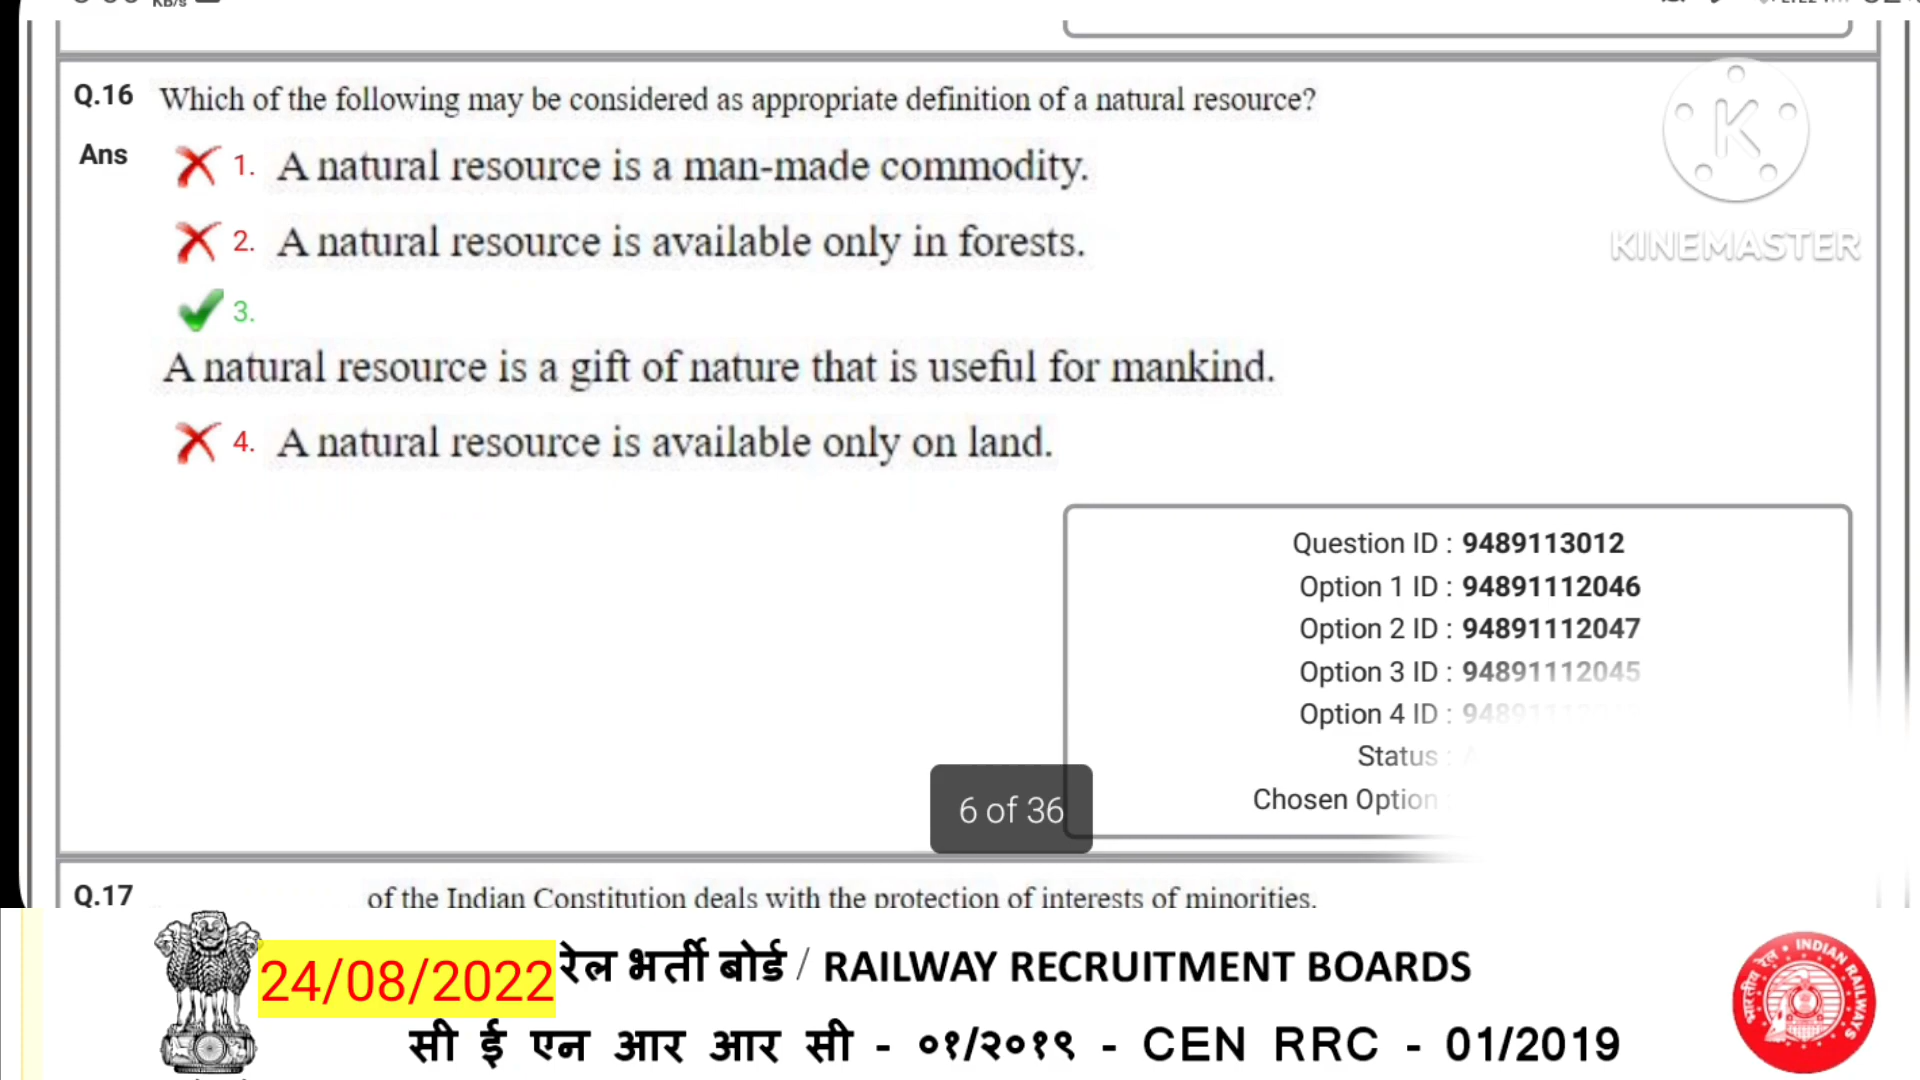 KB/s
Q.16 Which of the following may be considered as appropriate definition of a natural resource?
Ans 1. A natural resource is a man-made commodity.
2. A natural resource is available only in forests.
3.
A natural resource is a gift of nature that is useful for mankind.
4. A natural resource is available only on land.
KINEMASTER
Question ID : 9489113012
Option 1 ID : 94891112046
Option 2 ID : 94891112047
Option 3 ID : 94891112045
Option 4 ID :
Status :
Chosen Option :
6 of 36
Q.17 of the Indian Constitution deals with the protection of interests of minorities.
24/08/2022 रेल भर्ती बोर्ड / RAILWAY RECRUITMENT BOARDS
सी ई एन आर आर सी - ०१/२०१९ - CEN RRC - 01/2019
INDIAN RAILWAYS
भारतीय रेल